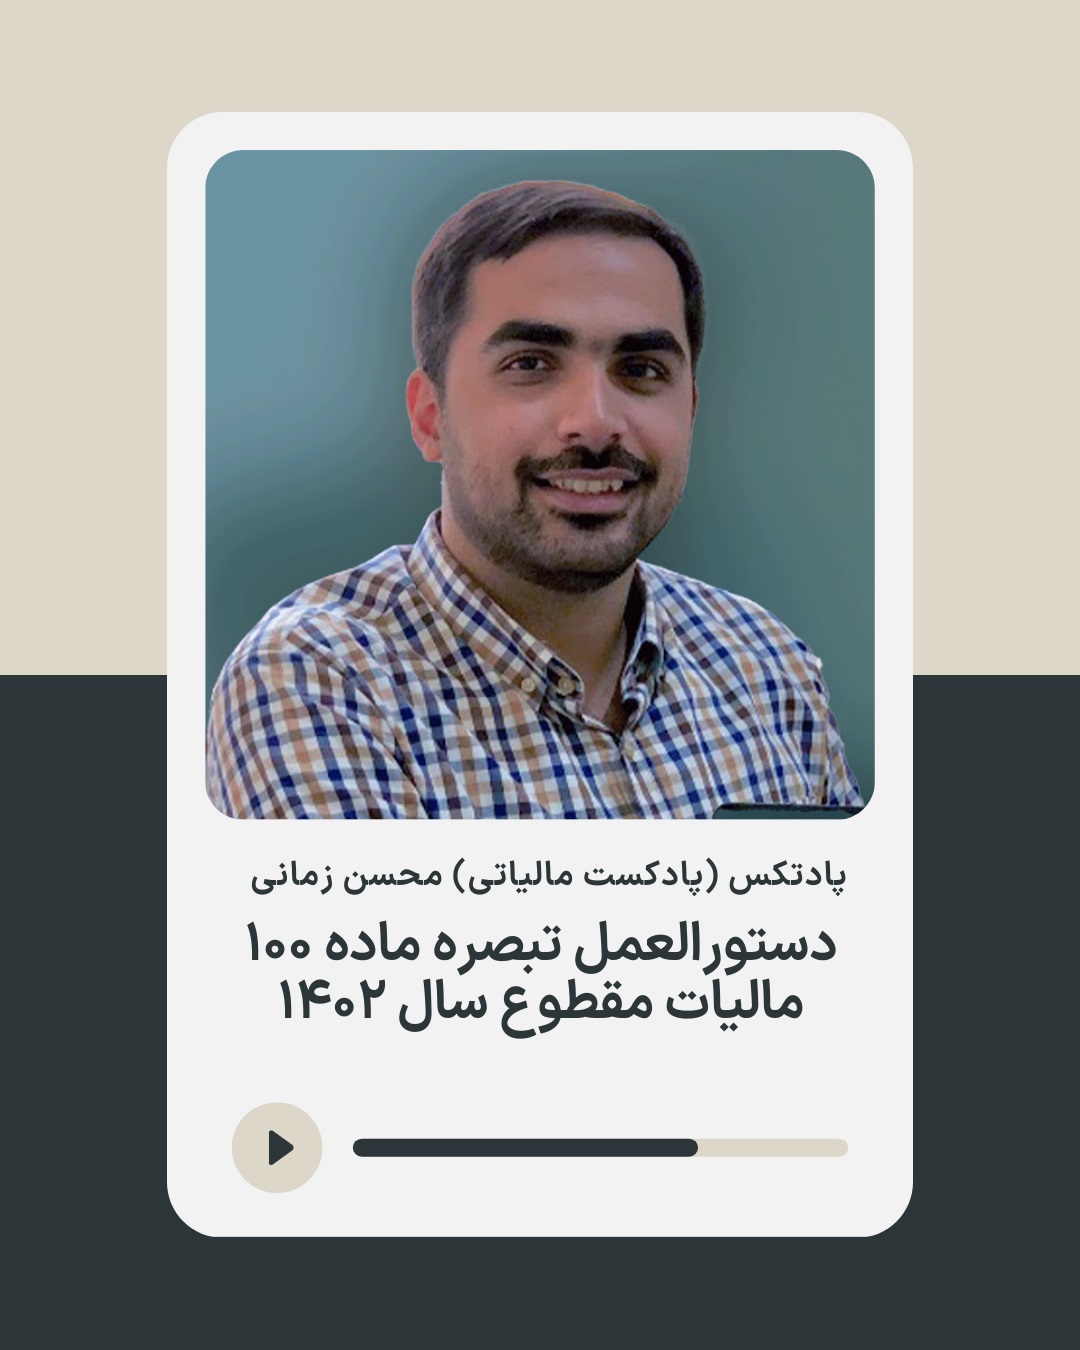 پادتکس (پادکست مالیاتی) محسن زمانی
دستورالعمل تبصره ماده ۱۰۰
مالیات مقطوع سال ۱۴۰۲